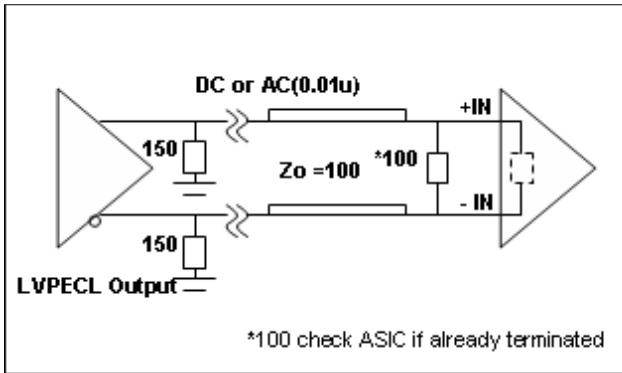 DC or AC(0.01u)
+IN
150
Zo =100
*100
- IN
150
LVPECL Output
*100 check ASIC if already terminated